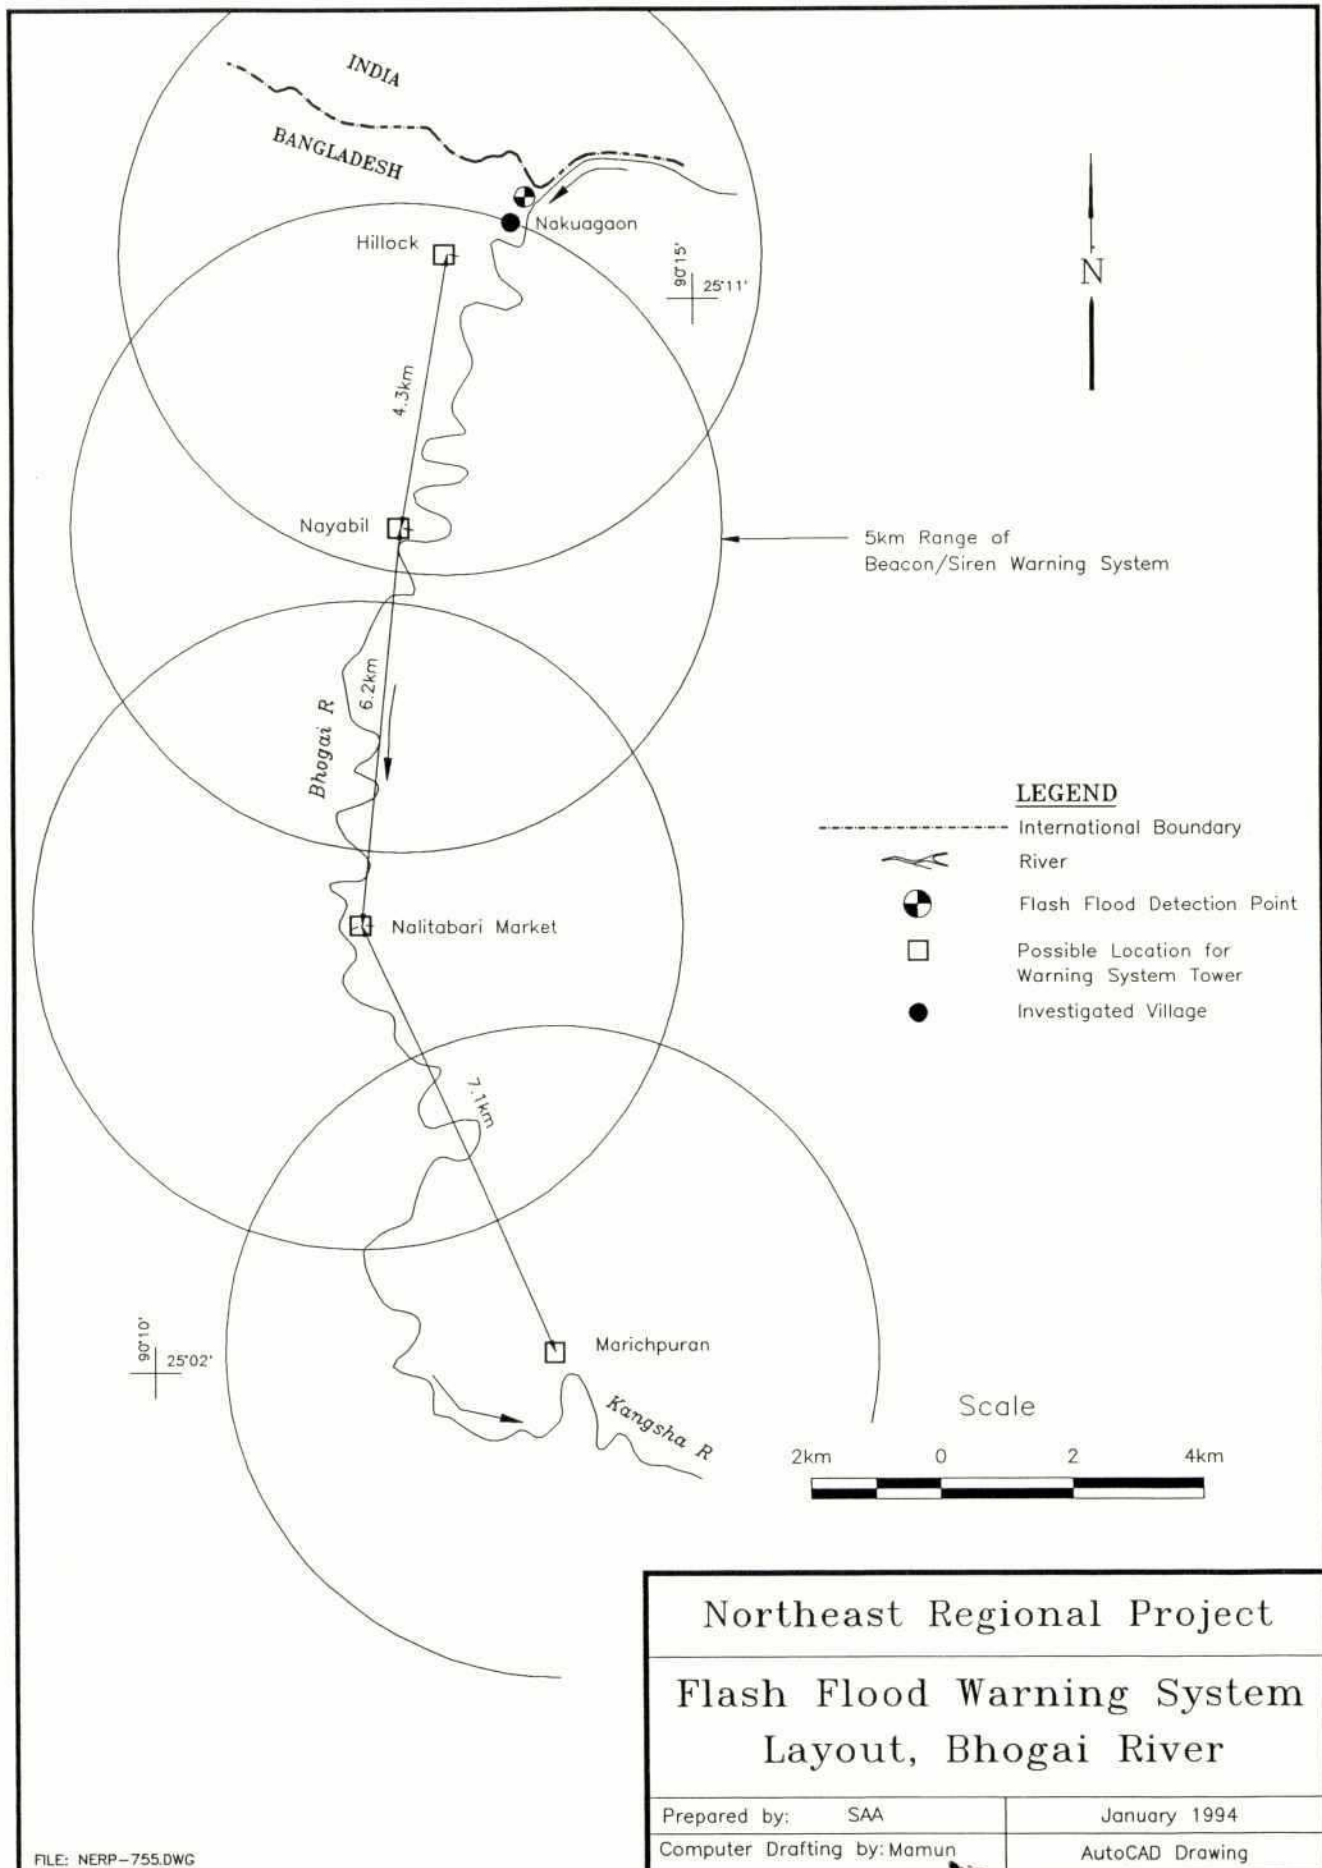 INDIA
BANGLADESH
Nakuagaon
Hillock
90°15'
25°11'
N
4.3km
Nayabil
5km Range of
Beacon/Siren Warning System
6.2km
Bhogai R
LEGEND
International Boundary
River
Flash Flood Detection Point
Possible Location for
Warning System Tower
Investigated Village
Nalitabari Market
7.1km
Marichpuran
90°10'
25°02'
Kangsha R
Scale
2km 0 2 4km
Northeast Regional Project
Flash Flood Warning System
Layout, Bhogai River
Prepared by: SAA January 1994
Computer Drafting by: Mamun AutoCAD Drawing
FILE: NERP-755.DWG